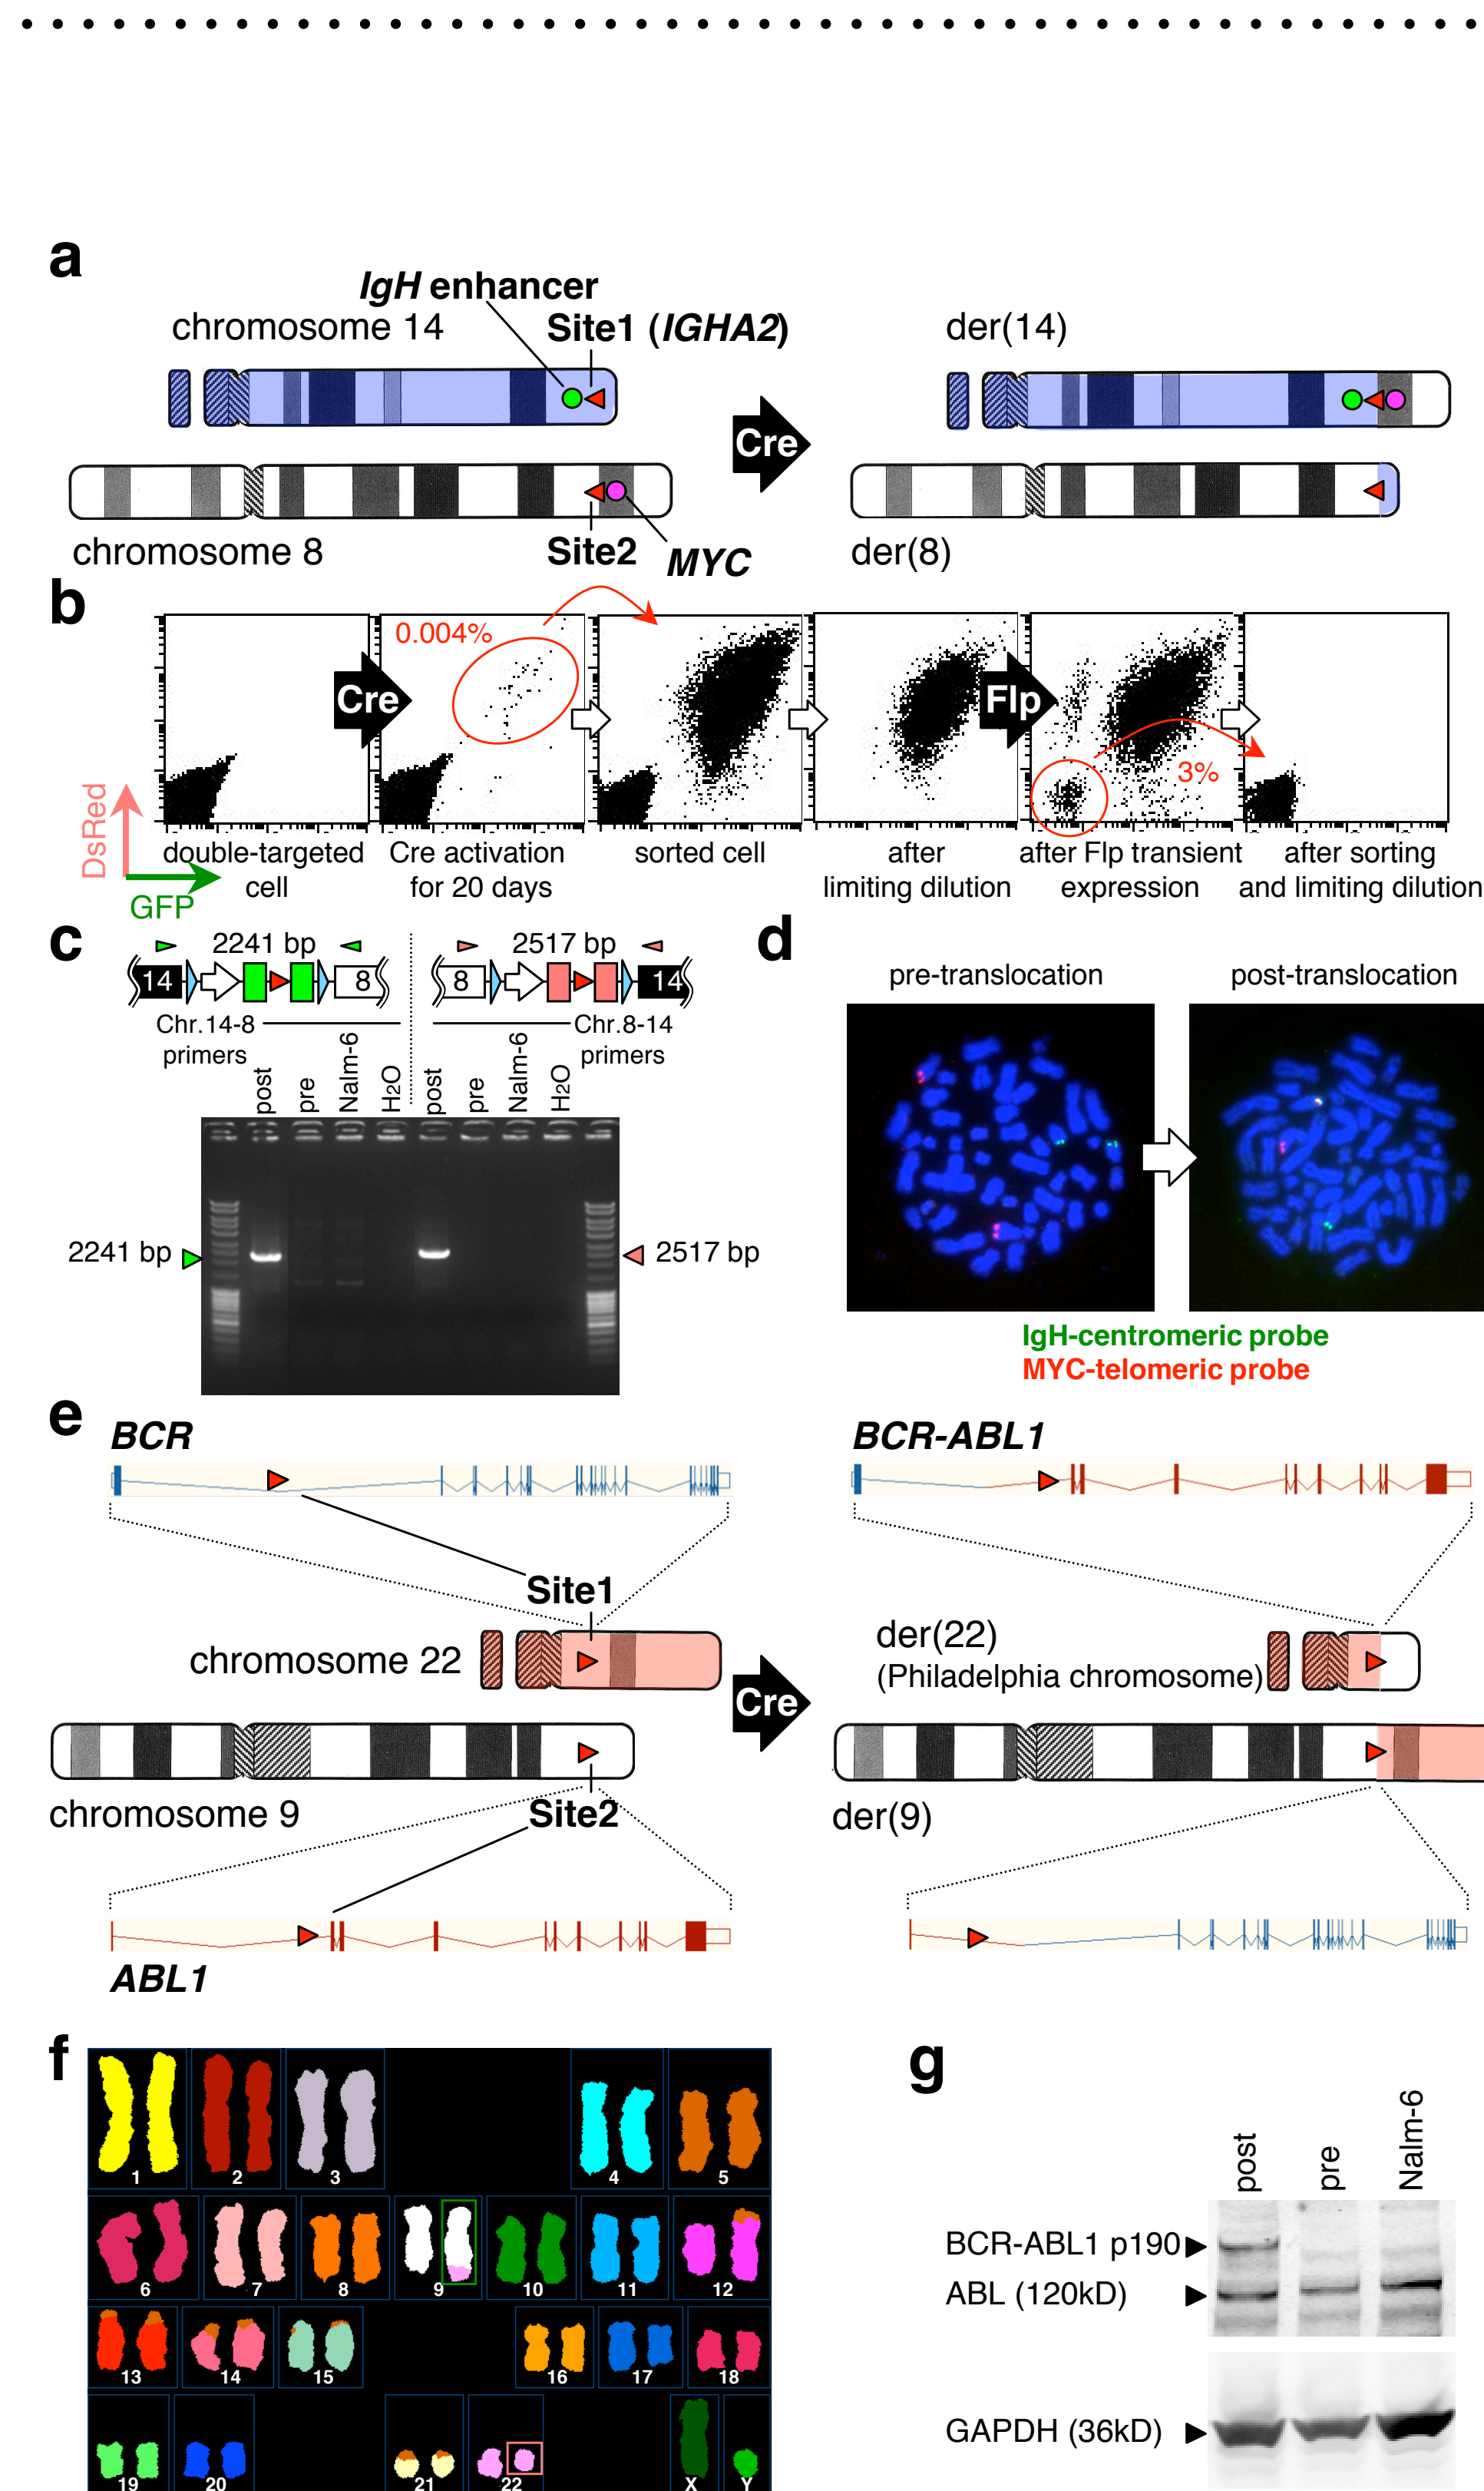 a
IgH enhancer
chromosome 14
Site1 (IGHA2)
der(14)
Cre
chromosome 8
Site2
MYC
der(8)
b
0.004%
Cre
Flp
3%
DsRed
GFP
double-targeted
cell
Cre activation
for 20 days
sorted cell
after
limiting dilution
after Flp transient
expression
after sorting
and limiting dilution
c
2241 bp
2517 bp
14
8
8
14
Chr.14-8
primers
Chr.8-14
primers
post
pre
Nalm-6
H2O
post
pre
Nalm-6
H2O
2241 bp
2517 bp
d
pre-translocation
post-translocation
IgH-centromeric probe
MYC-telomeric probe
e
BCR
BCR-ABL1
Site1
chromosome 22
der(22)
(Philadelphia chromosome)
Cre
chromosome 9
Site2
der(9)
ABL1
f
1
2
3
4
5
6
7
8
9
10
11
12
13
14
15
16
17
18
19
20
21
22
X
Y
g
post
pre
Nalm-6
BCR-ABL1 p190
ABL (120kD)
GAPDH (36kD)